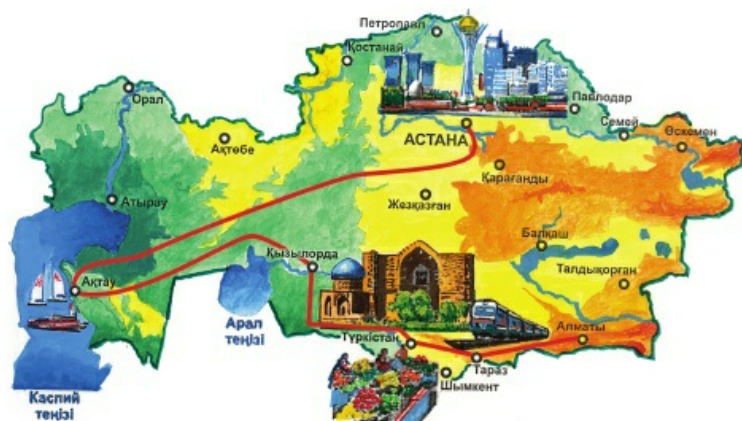 Петропавл
Қостанай
Павлодар
Орал
АСТАНА
Семей
Өскемен
Ақтөбе
Қарағанды
Атырау
Жезқазған
Балқаш
Қызылорда
Талдықорған
Ақтау
Арал
теңізі
Түркістан
Алматы
Тараз
Шымкент
Каспий
теңізі